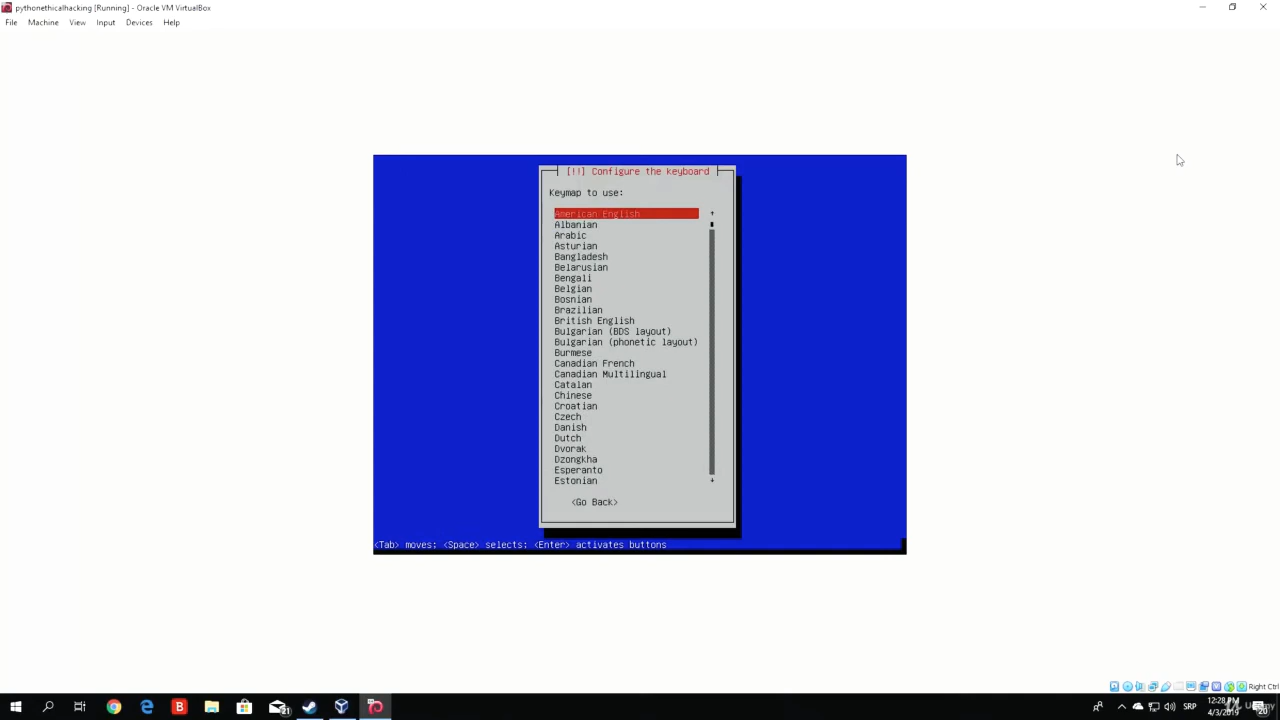 pythonethicalhacking [Running] - Oracle VM VirtualBox
File Machine View Input Devices Help
[!!] Configure the keyboard
Keymap to use:
American English
Albanian
Arabic
Asturian
Bangladesh
Belarusian
Bengali
Belgian
Bosnian
Brazilian
British English
Bulgarian (BDS layout)
Bulgarian (phonetic layout)
Burmese
Canadian French
Canadian Multilingual
Catalan
Chinese
Croatian
Czech
Danish
Dutch
Dvorak
Dzongkha
Esperanto
Estonian
<Go Back>
<Tab> moves; <Space> selects; <Enter> activates buttons
Right Ctrl
21
SRP
12:28 PM
Udemy
20